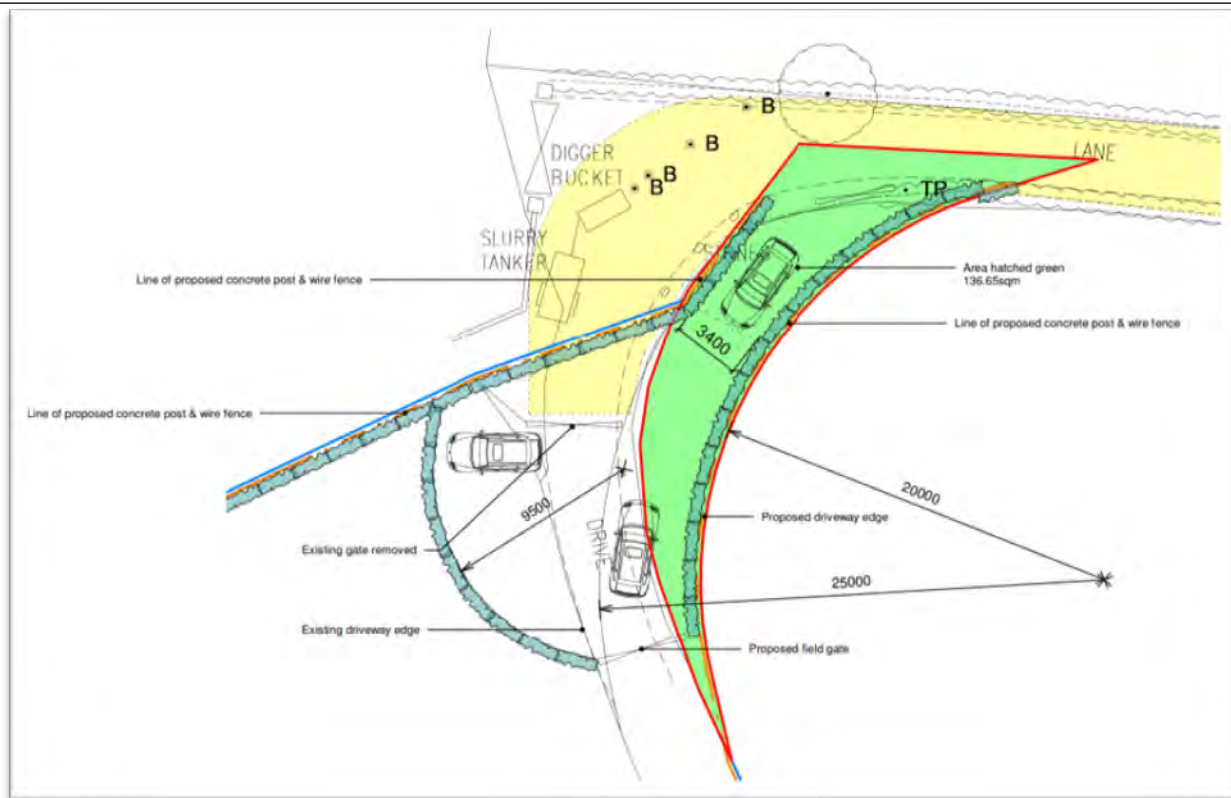 B
LANE
DIGGER
BUCKET
B
B
B
TP
SLURRY
TANKER
Line of proposed concrete post & wire fence
Area hatched green
136.65sqm
Line of proposed concrete post & wire fence
3400
Line of proposed concrete post & wire fence
20000
9500
Proposed driveway edge
DRIVE
Existing gate removed
25000
Existing driveway edge
Proposed field gate